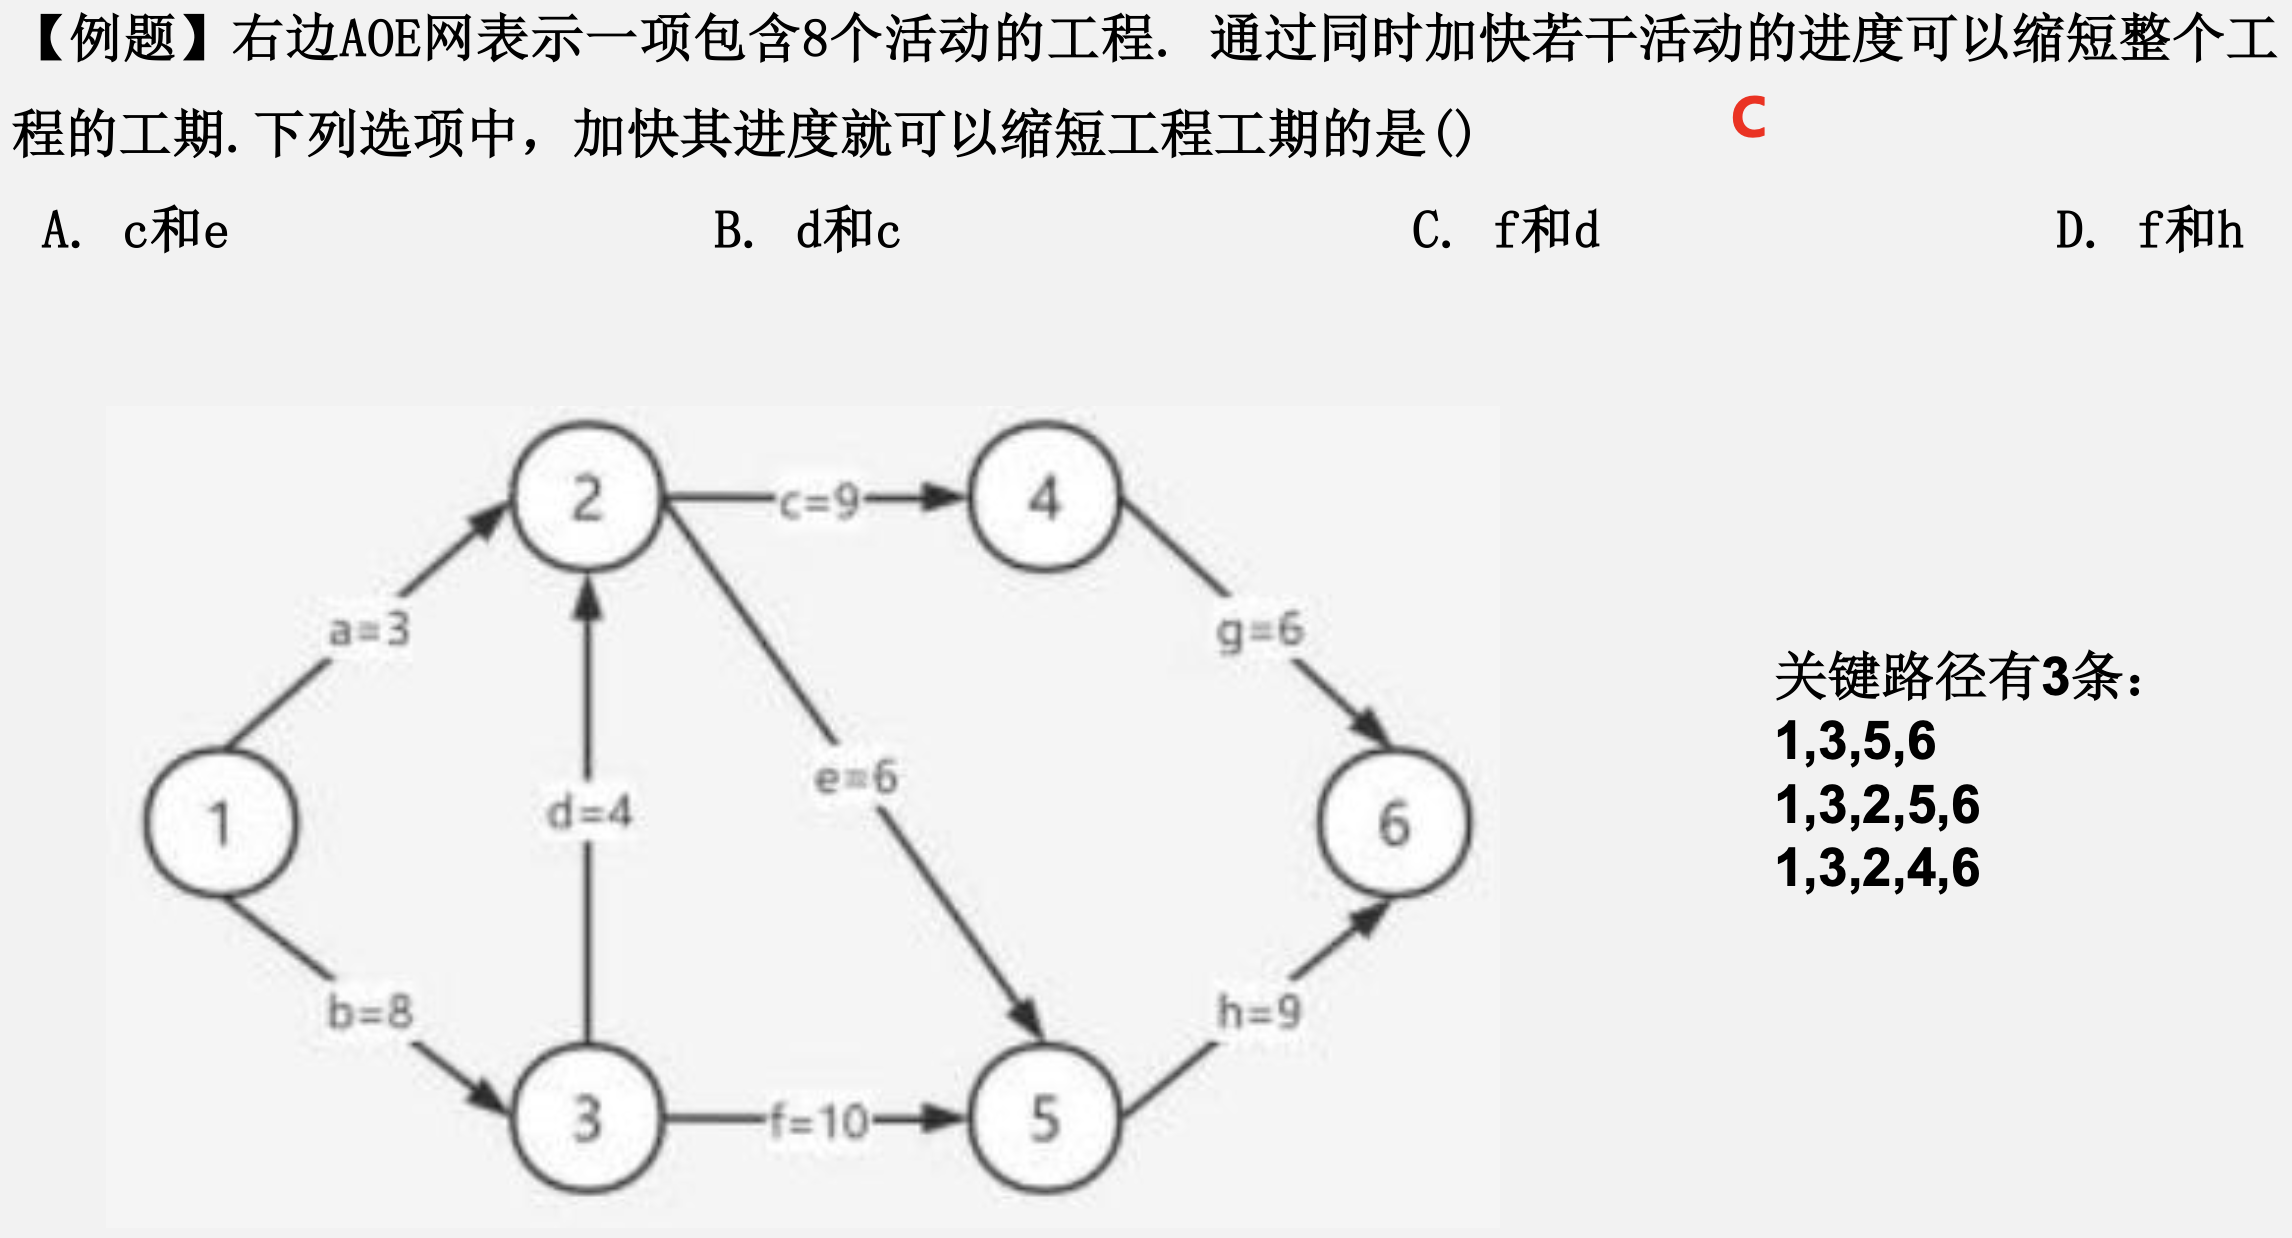 【例题】右边AOE网表示一项包含8个活动的工程. 通过同时加快若干活动的进度可以缩短整个工
程的工期.下列选项中，加快其进度就可以缩短工程工期的是()
C
A. c和e
B. d和c
C. f和d
D. f和h
2
c=9
4
a=3
g=6
e=6
d=4
1
6
b=8
h=9
3
f=10
5
关键路径有3条：
1,3,5,6
1,3,2,5,6
1,3,2,4,6